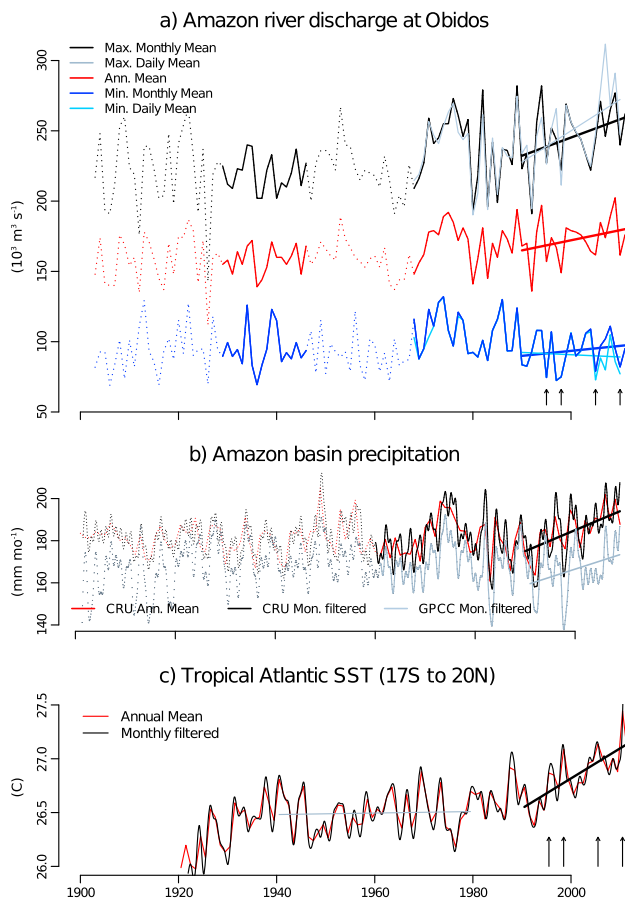 a) Amazon river discharge at Obidos
Max. Monthly Mean
Max. Daily Mean
Ann. Mean
Min. Monthly Mean
Min. Daily Mean
300
250
200
150
100
50
(10³ m³ s⁻¹)
b) Amazon basin precipitation
200
180
160
140
(mm mo⁻¹)
CRU Ann. Mean
CRU Mon. filtered
GPCC Mon. filtered
c) Tropical Atlantic SST (17S to 20N)
Annual Mean
Monthly filtered
27.5
27.0
26.5
26.0
(C)
1900 1920 1940 1960 1980 2000